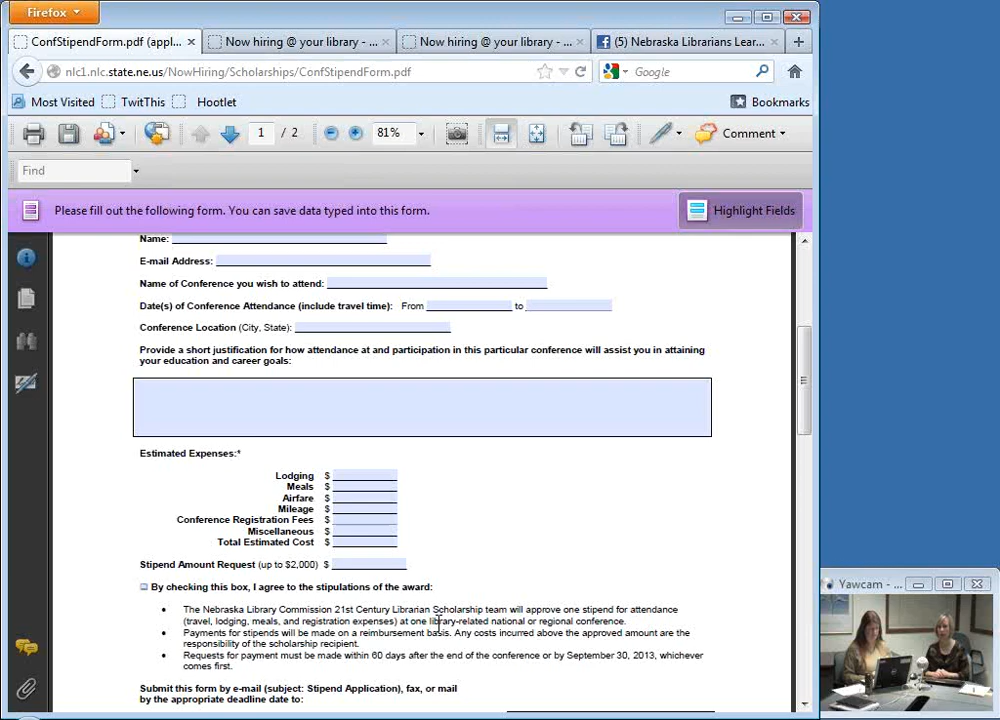 Firefox
ConfStipendForm.pdf (appl...
Now hiring @ your library - ...
Now hiring @ your library - ...
(5) Nebraska Librarians Lear...
nlc1.nlc.state.ne.us/NowHiring/Scholarships/ConfStipendForm.pdf
Google
Most Visited
TwitThis
Hootlet
Bookmarks
1 / 2
81%
Comment
Find
Please fill out the following form. You can save data typed into this form.
Highlight Fields
Name:
E-mail Address:
Name of Conference you wish to attend:
Date(s) of Conference Attendance (include travel time): From to
Conference Location (City, State):
Provide a short justification for how attendance at and participation in this particular conference will assist you in attaining
your education and career goals:
Estimated Expenses:*
Lodging $
Meals $
Airfare $
Mileage $
Conference Registration Fees $
Miscellaneous $
Total Estimated Cost $
Stipend Amount Request (up to $2,000) $
By checking this box, I agree to the stipulations of the award:
• The Nebraska Library Commission 21st Century Librarian Scholarship team will approve one stipend for attendance
(travel, lodging, meals, and registration expenses) at one library-related national or regional conference.
• Payments for stipends will be made on a reimbursement basis. Any costs incurred above the approved amount are the
responsibility of the scholarship recipient.
• Requests for payment must be made within 60 days after the end of the conference or by September 30, 2013, whichever
comes first.
Submit this form by e-mail (subject: Stipend Application), fax, or mail
by the appropriate deadline date to:
Yawcam - ...